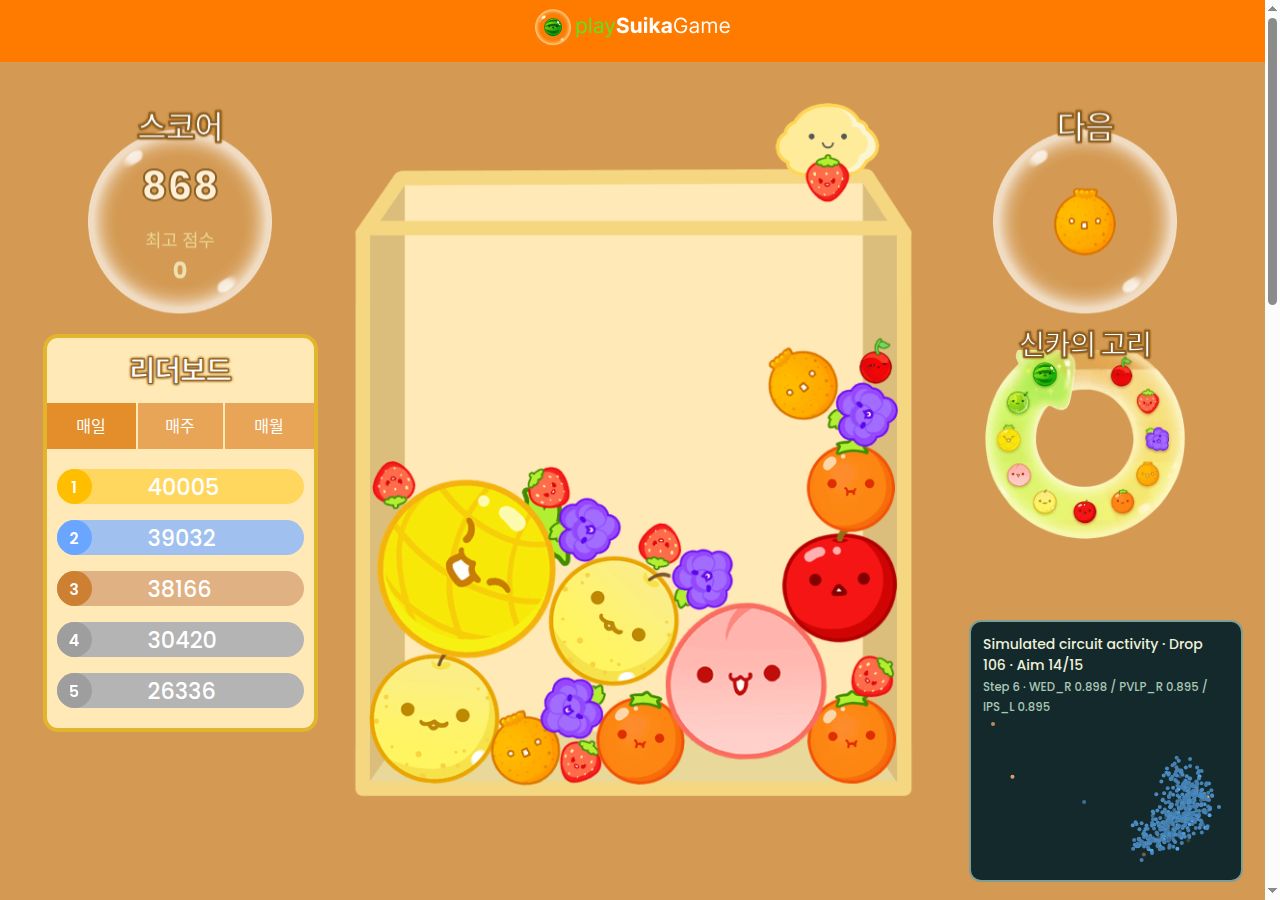 playSuikaGame
스코어
868
최고 점수
0
리더보드
매일 매주 매월
1 40005
2 39032
3 38166
4 30420
5 26336
다음
신카의 고리
Simulated circuit activity · Drop
106 · Aim 14/15
Step 6 · WED_R 0.898 / PVLP_R 0.895 /
IPS_L 0.895